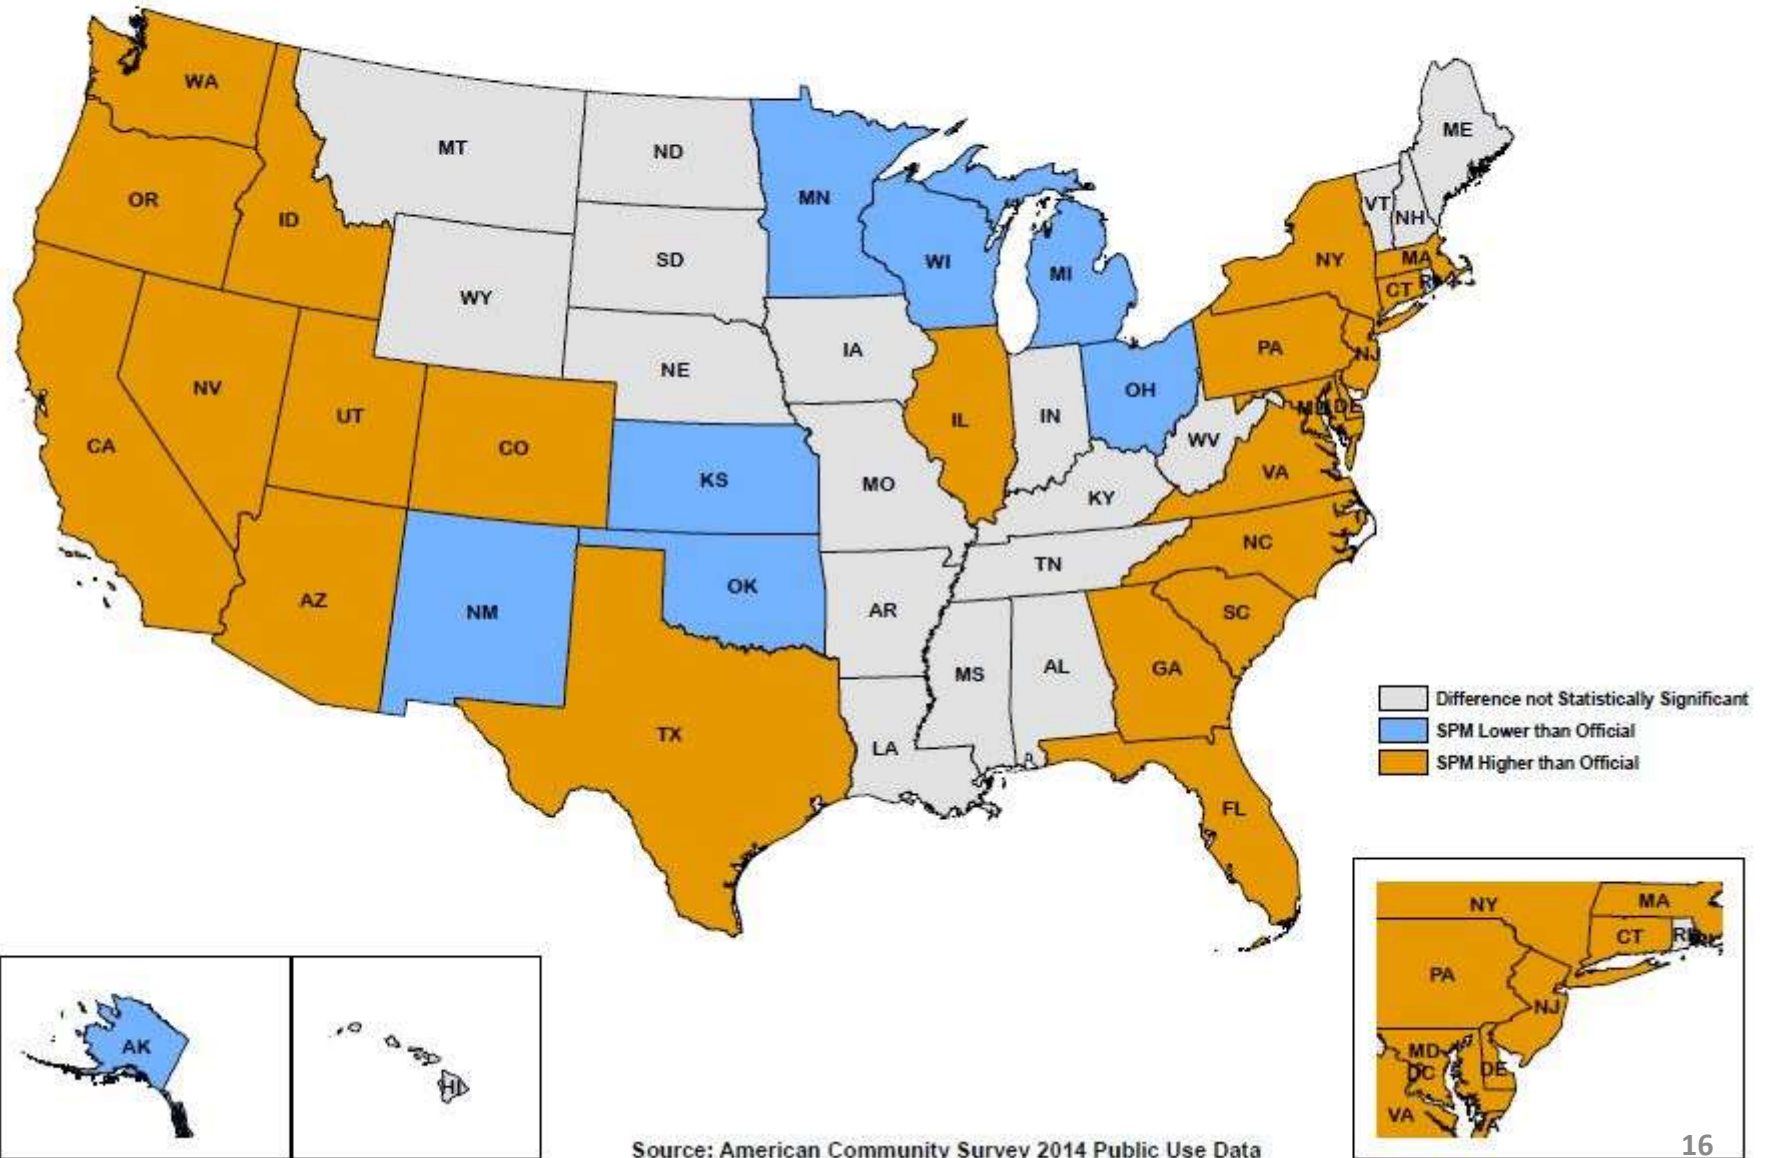 WA
MT
ND
MN
ME
OR
ID
VT
NH
SD
WI
MI
NY
MA
CT
WY
IA
NE
PA
NJ
NV
UT
CO
IL
IN
OH
MD
DE
CA
KS
MO
WV
VA
KY
NC
AZ
NM
OK
AR
TN
SC
TX
LA
MS
AL
GA
FL
Difference not Statistically Significant
SPM Lower than Official
SPM Higher than Official
NY
MA
CT
RI
PA
NJ
MD
DC
DE
VA
AK
HI
Source: American Community Survey 2014 Public Use Data
16